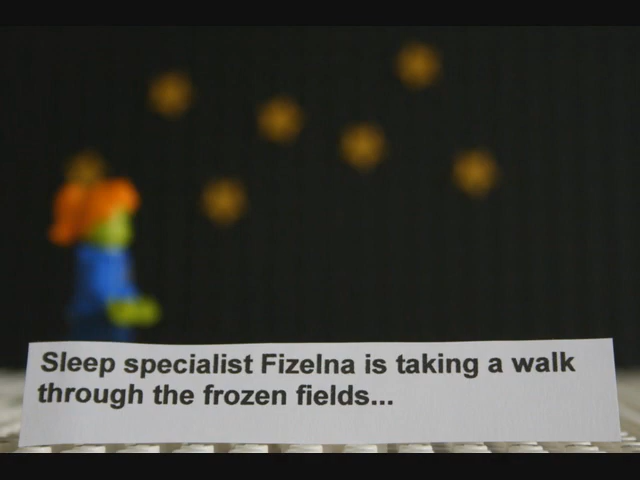 Sleep specialist Fizelna is taking a walk
through the frozen fields...